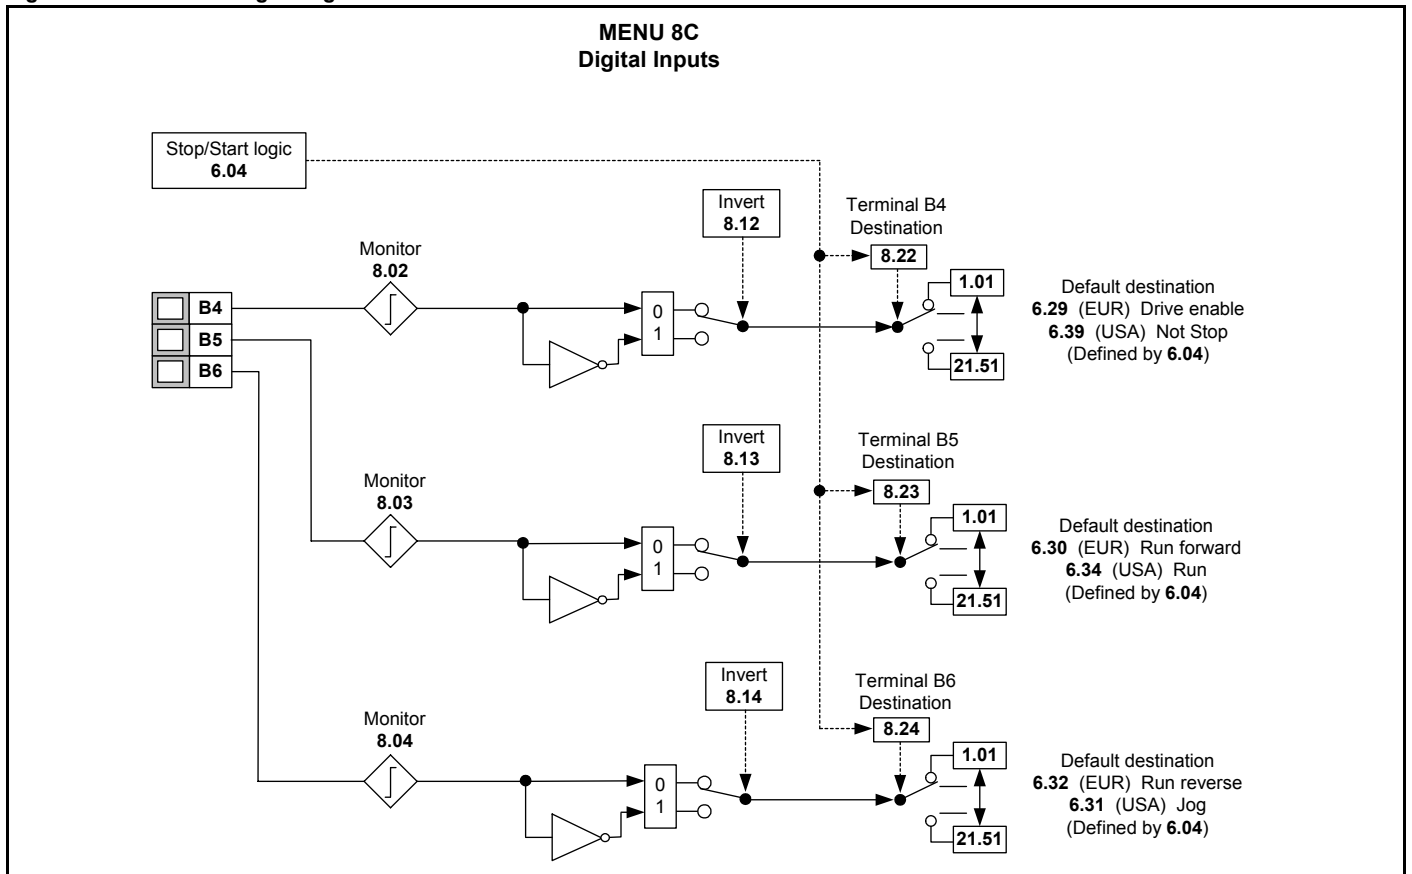 MENU 8C
Digital Inputs
Stop/Start logic
6.04
Invert
8.12
Terminal B4
Destination
8.22
Monitor
8.02
1.01
Default destination
6.29 (EUR) Drive enable
6.39 (USA) Not Stop
(Defined by 6.04)
B4
B5
B6
0
1
21.51
Invert
8.13
Terminal B5
Destination
8.23
Monitor
8.03
1.01
Default destination
6.30 (EUR) Run forward
6.34 (USA) Run
(Defined by 6.04)
0
1
21.51
Invert
8.14
Terminal B6
Destination
8.24
Monitor
8.04
1.01
Default destination
6.32 (EUR) Run reverse
6.31 (USA) Jog
(Defined by 6.04)
0
1
21.51